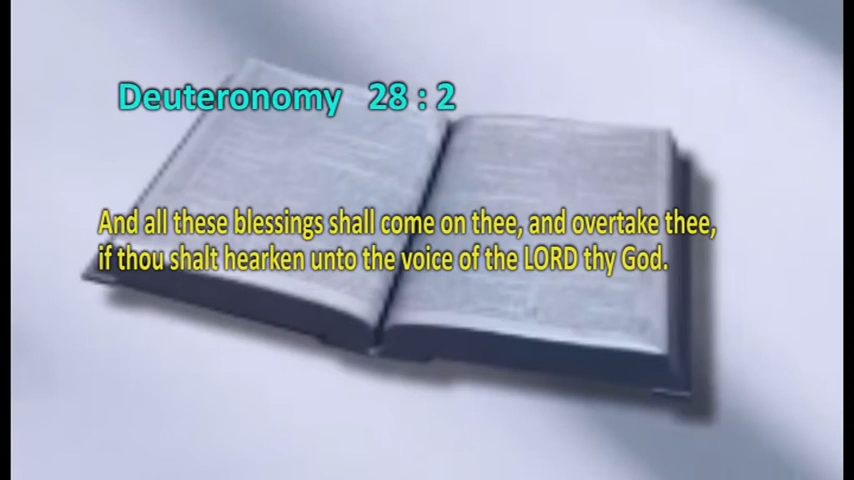 Deuteronomy 28 : 2
And all these blessings shall come on thee, and overtake thee,
if thou shalt hearken unto the voice of the LORD thy God.